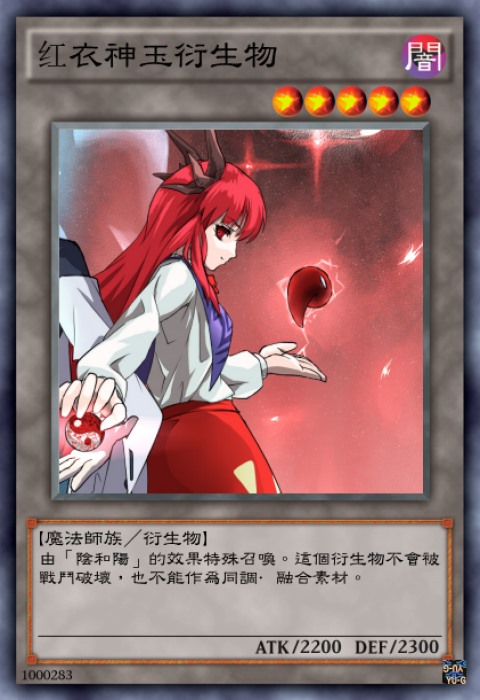 红衣神玉衍生物
闇
[魔法師族／衍生物]
由「陰和陽」的效果特殊召喚。這個衍生物不會被
戰鬥破壞，也不能作為同調· 融合素材。
ATK/2200 DEF/2300
1000283